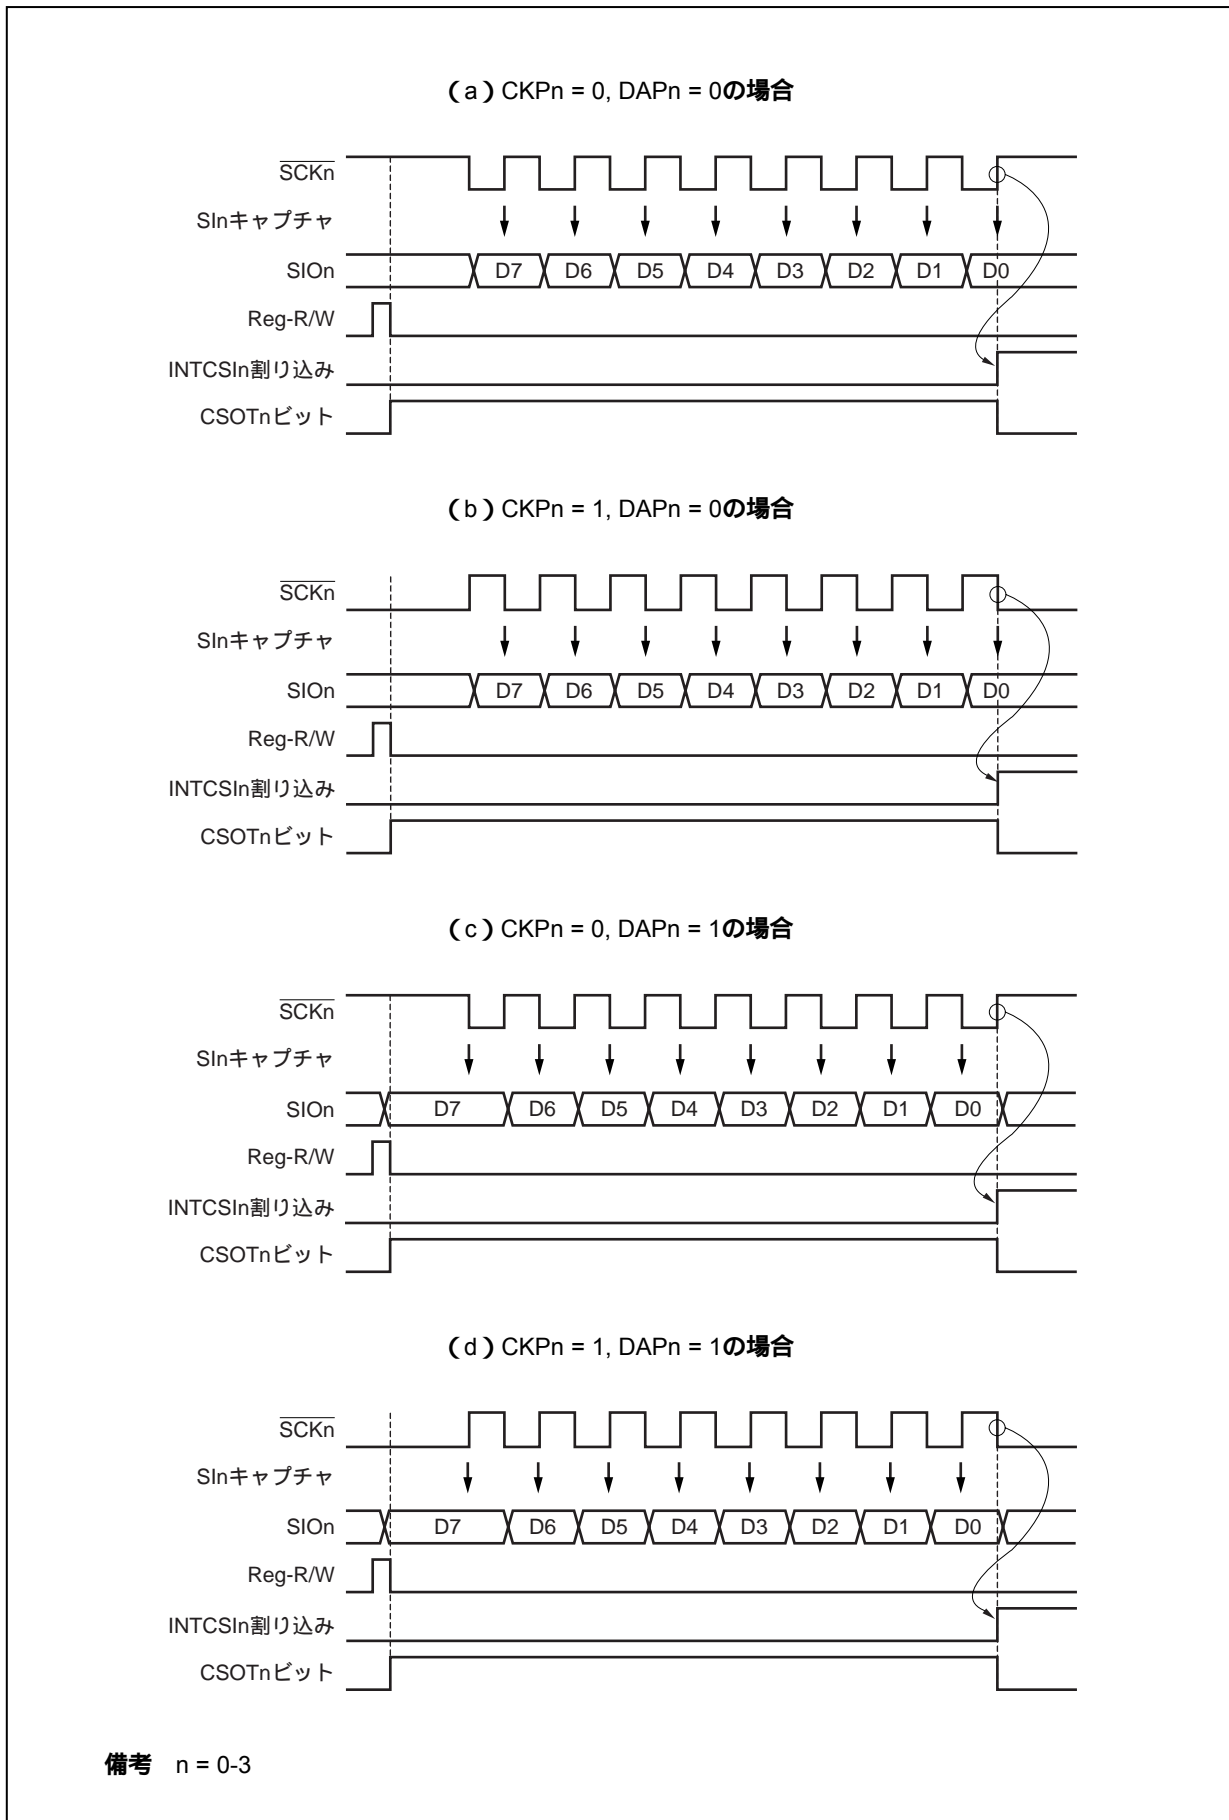 (a) CKPn = 0, DAPn = 0の場合
SCKn
SInキャプチャ
SIOn D7 D6 D5 D4 D3 D2 D1 D0
Reg-R/W
INTCSIn割り込み
CSOTnビット
(b) CKPn = 1, DAPn = 0の場合
SCKn
SInキャプチャ
SIOn D7 D6 D5 D4 D3 D2 D1 D0
Reg-R/W
INTCSIn割り込み
CSOTnビット
(c) CKPn = 0, DAPn = 1の場合
SCKn
SInキャプチャ
SIOn D7 D6 D5 D4 D3 D2 D1 D0
Reg-R/W
INTCSIn割り込み
CSOTnビット
(d) CKPn = 1, DAPn = 1の場合
SCKn
SInキャプチャ
SIOn D7 D6 D5 D4 D3 D2 D1 D0
Reg-R/W
INTCSIn割り込み
CSOTnビット
備考 n = 0-3